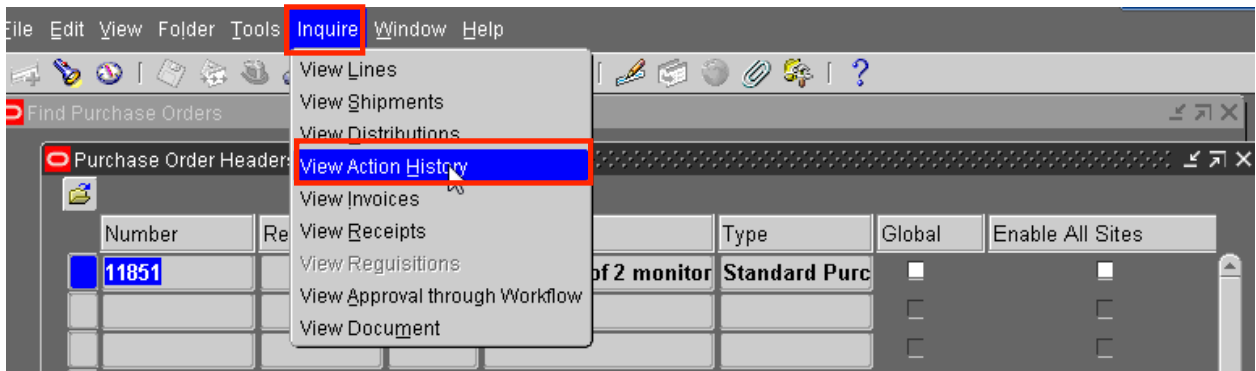 File Edit View Folder Tools Inquire Window Help
View Lines
View Shipments
Find Purchase Orders
View Distributions
Purchase Order Headers
View Action History
View Invoices
Number Re View Receipts Type Global Enable All Sites
11851 View Requisitions of 2 monitor Standard Purc
View Approval through Workflow
View Document